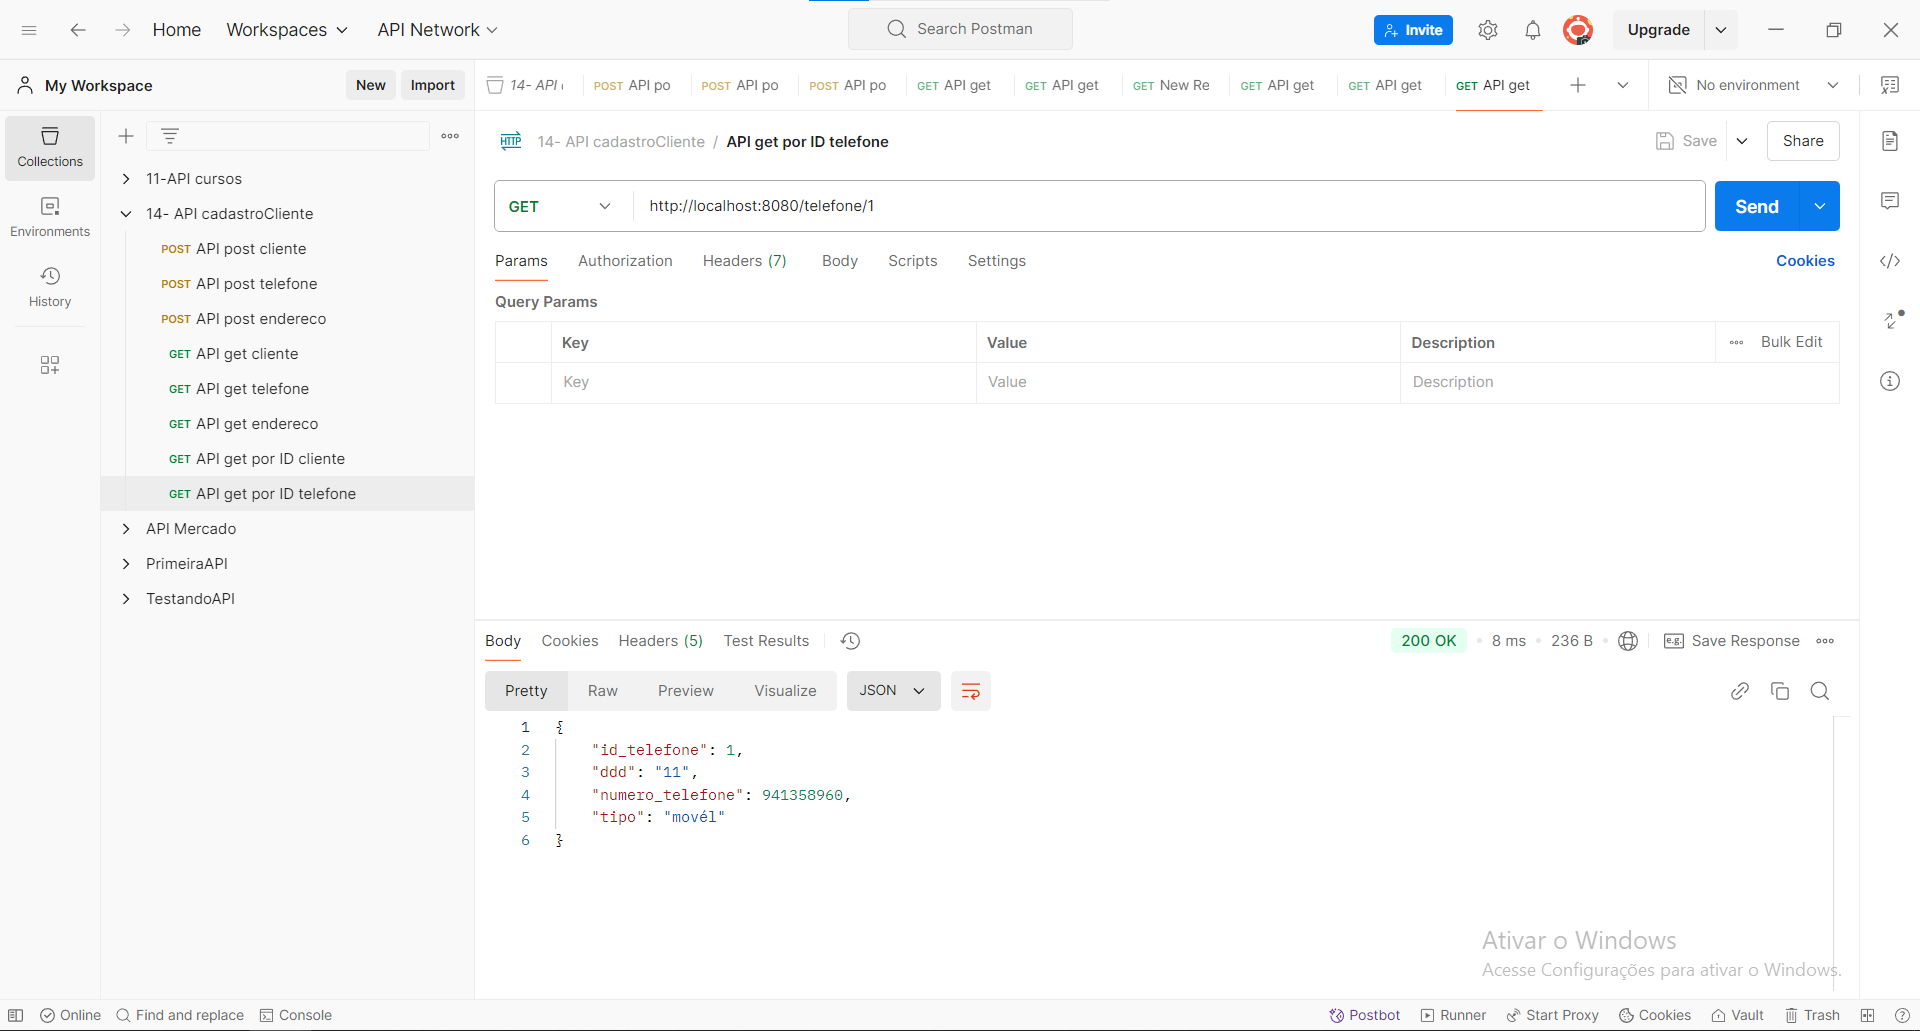 Home Workspaces API Network Search Postman Invite Upgrade
My Workspace New Import 14- API POST API po POST API po POST API po GET API get GET API get GET New Re GET API get GET API get GET API get No environment
Collections
Environments
History
11-API cursos
14- API cadastroCliente
POST API post cliente
POST API post telefone
POST API post endereco
GET API get cliente
GET API get telefone
GET API get endereco
GET API get por ID cliente
GET API get por ID telefone
API Mercado
PrimeiraAPI
TestandoAPI
HTTP 14- API cadastroCliente / API get por ID telefone Save Share
GET http://localhost:8080/telefone/1 Send
Params Authorization Headers (7) Body Scripts Settings Cookies
Query Params
Key Value Description Bulk Edit
Key Value Description
Body Cookies Headers (5) Test Results 200 OK 8 ms 236 B e.g. Save Response
Pretty Raw Preview Visualize JSON
1 {
2 "id_telefone": 1,
3 "ddd": "11",
4 "numero_telefone": 941358960,
5 "tipo": "movél"
6 }
Ativar o Windows
Acesse Configurações para ativar o Windows.
Online Find and replace Console Postbot Runner Start Proxy Cookies Vault Trash